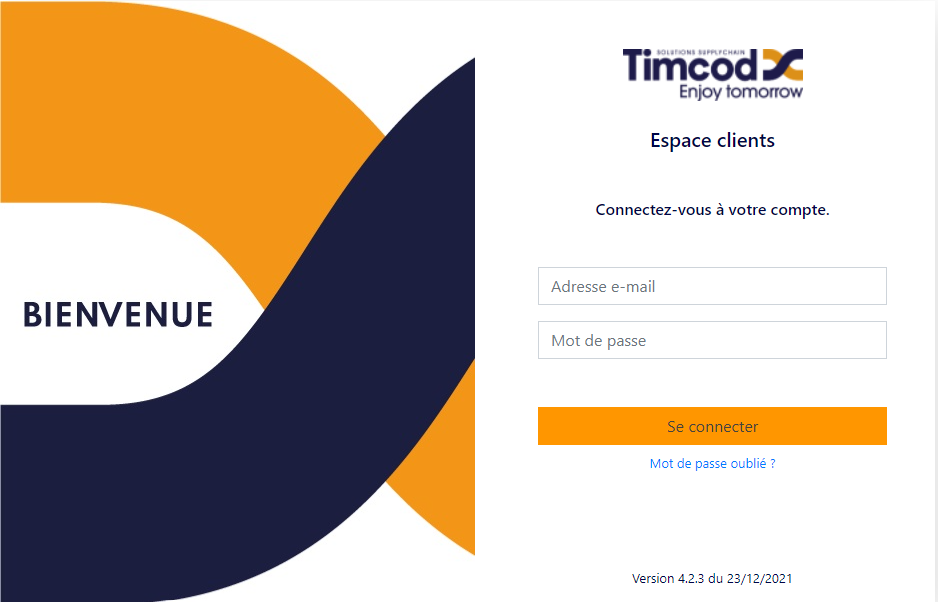 BIENVENUE
SOLUTIONS SUPPLYCHAIN
Timcod
Enjoy tomorrow
Espace clients
Connectez-vous à votre compte.
Adresse e-mail
Mot de passe
Se connecter
Mot de passe oublié ?
Version 4.2.3 du 23/12/2021